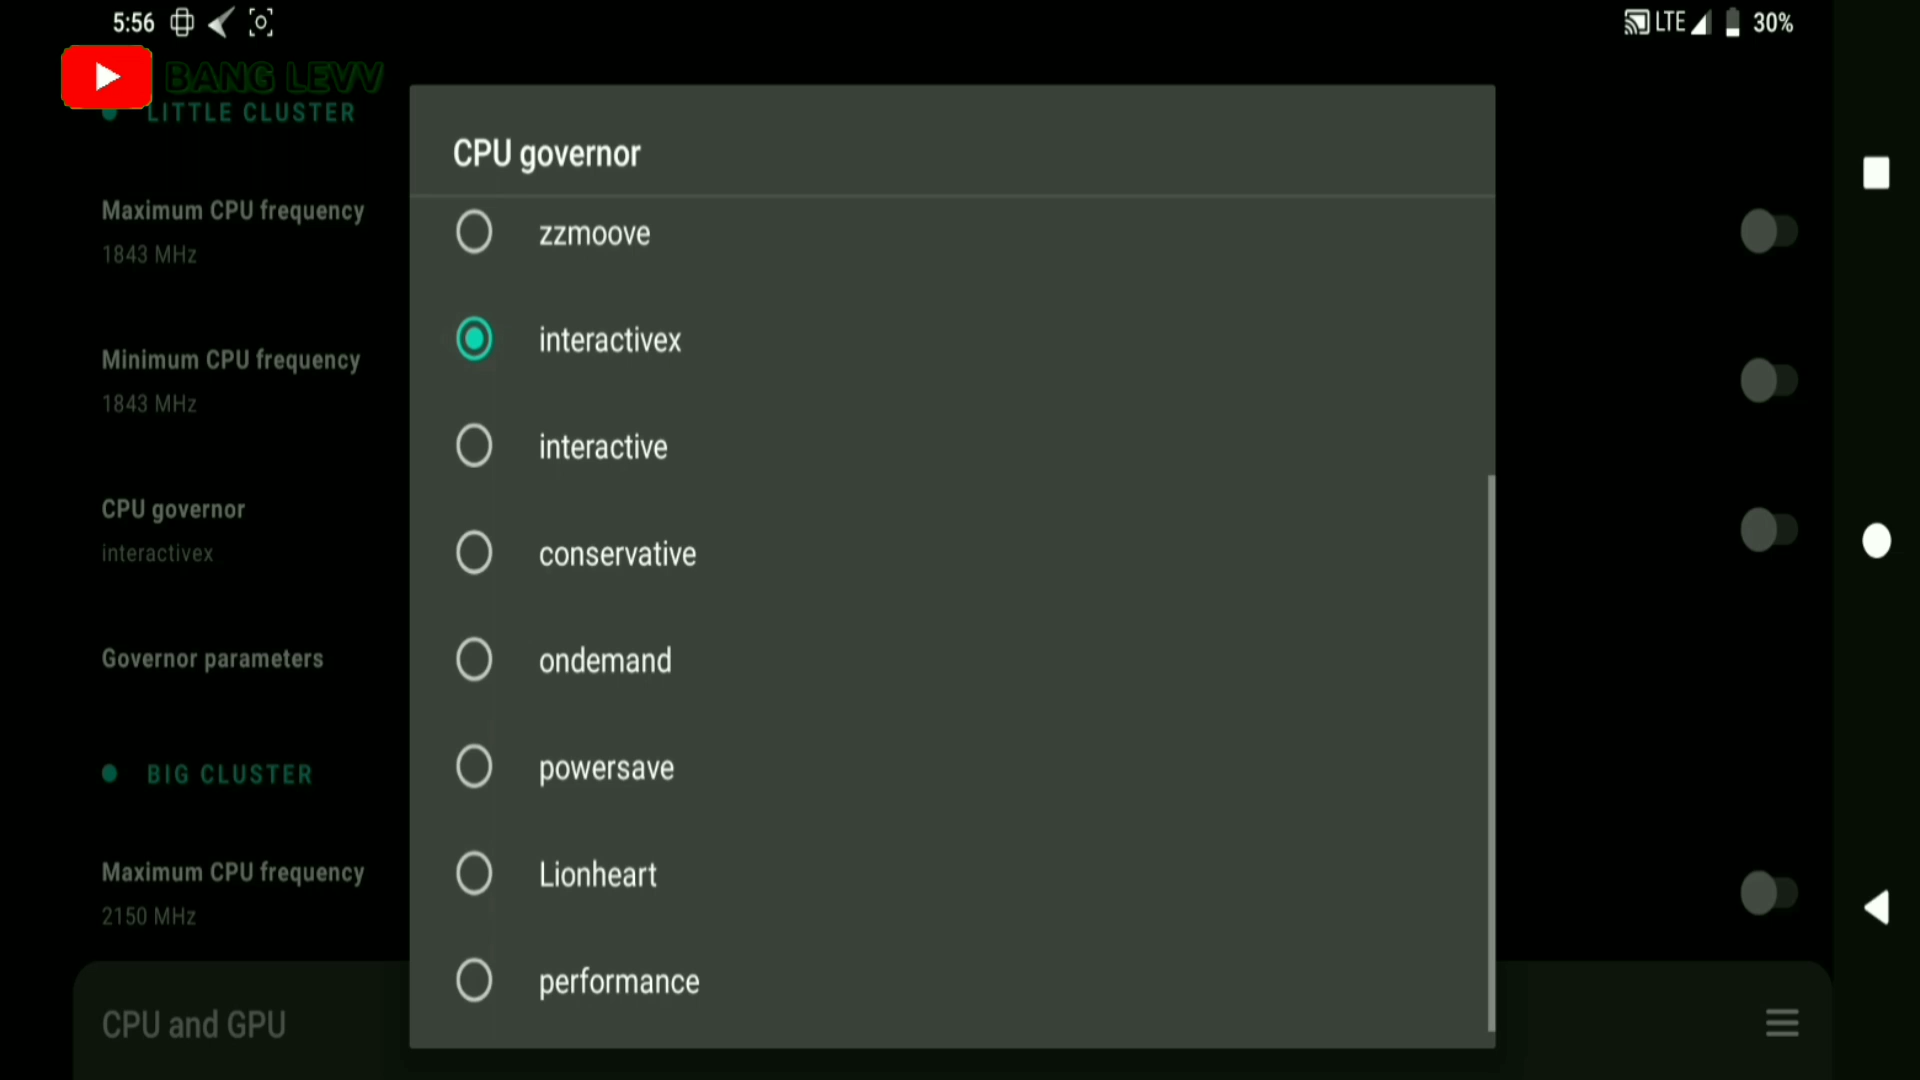 5:56
LTE 30%
BANG LEVV
LITTLE CLUSTER
Maximum CPU frequency
1843 MHz
Minimum CPU frequency
1843 MHz
CPU governor
interactivex
Governor parameters
BIG CLUSTER
Maximum CPU frequency
2150 MHz
CPU and GPU
CPU governor
zzmoove
interactivex
interactive
conservative
ondemand
powersave
Lionheart
performance